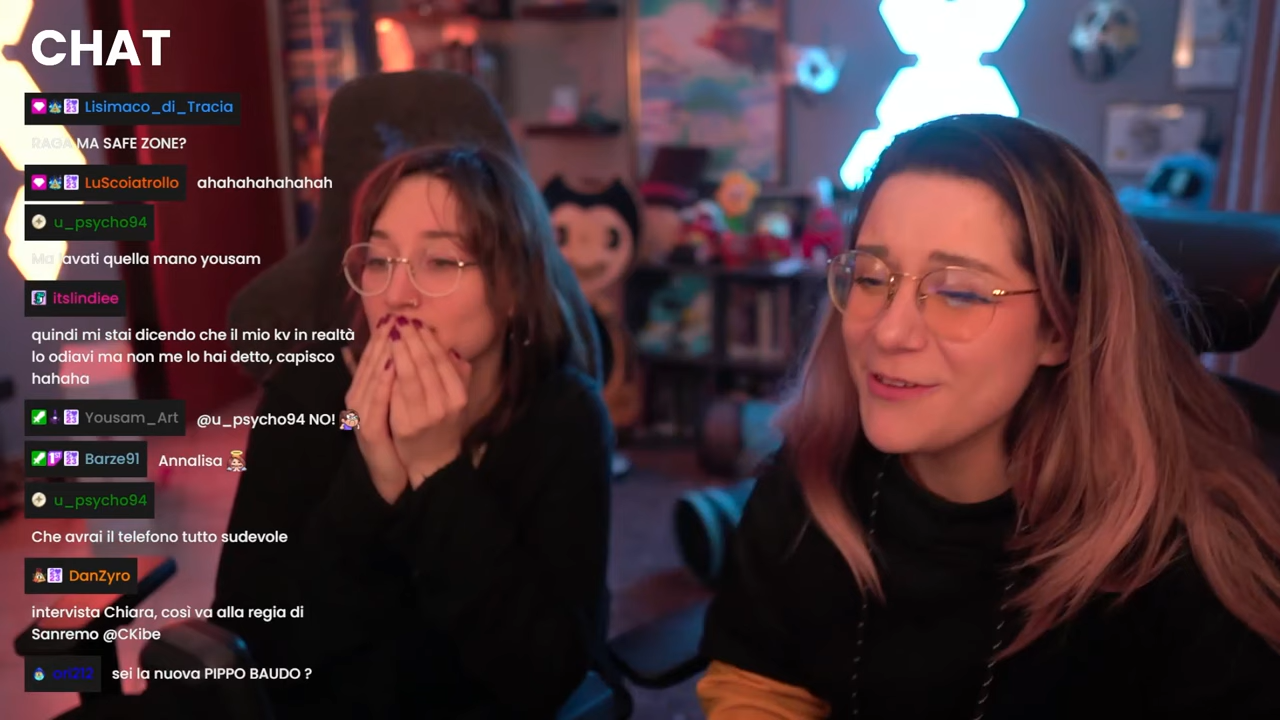 CHAT
Lisimaco_di_Tracia
RAGA MA SAFE ZONE?
LuScoiatrollo ahahahahahahah
u_psycho94
Ma lavati quella mano yousam
itslindiee
quindi mi stai dicendo che il mio kv in realtà
lo odiavi ma non me lo hai detto, capisco
hahaha
Yousam_Art @u_psycho94 NO!
Barze91 Annalisa
u_psycho94
Che avrai il telefono tutto sudevole
DanZyro
intervista Chiara, così va alla regia di
Sanremo @CKibe
sei la nuova PIPPO BAUDO ?